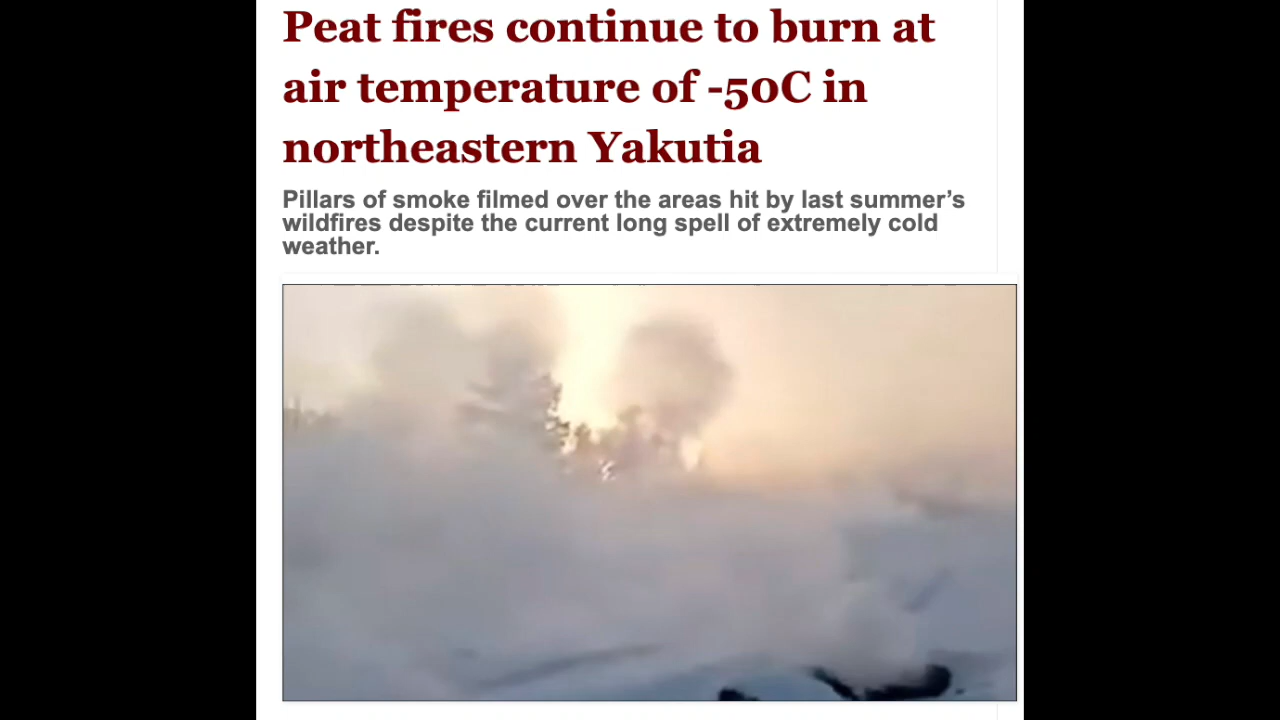 Peat fires continue to burn at
air temperature of -50C in
northeastern Yakutia
Pillars of smoke filmed over the areas hit by last summer’s
wildfires despite the current long spell of extremely cold
weather.